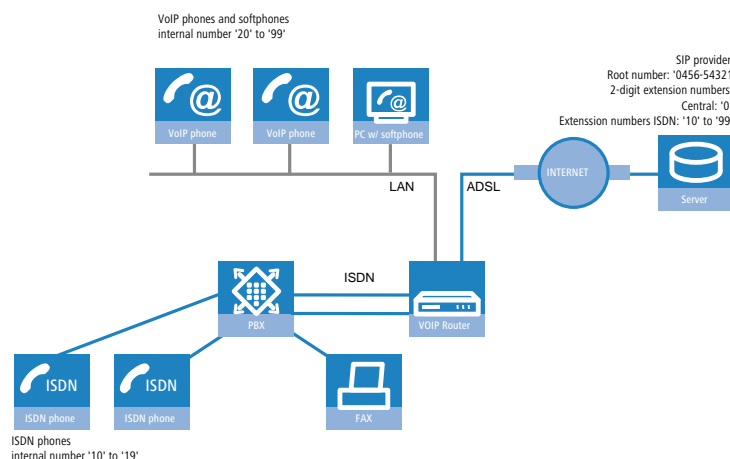 VoIP phones and softphones
internal number '20' to '99'
SIP provider
Root number: '0456-54321
2-digit extension numbers
Central: '0
Extenssion numbers ISDN: '10' to '99
@
@
@
VoIP phone
VoIP phone
PC w/ softphone
INTERNET
Server
LAN
ADSL
ISDN
PBX
VOIP Router
ISDN
ISDN
ISDN phone
ISDN phone
FAX
ISDN phones
internal number '10' to '19'